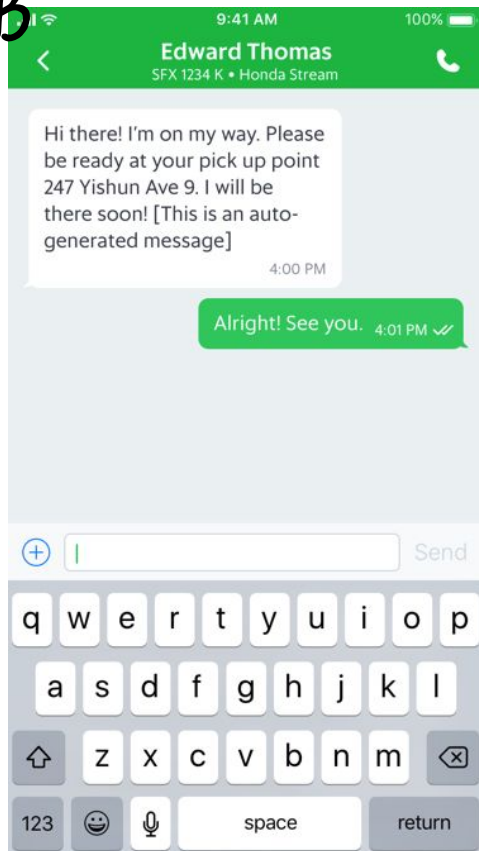 B
9:41 AM
100%
Edward Thomas
SFX 1234 K • Honda Stream
Hi there! I'm on my way. Please
be ready at your pick up point
247 Yishun Ave 9. I will be
there soon! [This is an auto-
generated message]
4:00 PM
Alright! See you. 4:01 PM
Send
q w e r t y u i o p
a s d f g h j k l
z x c v b n m
123 space return